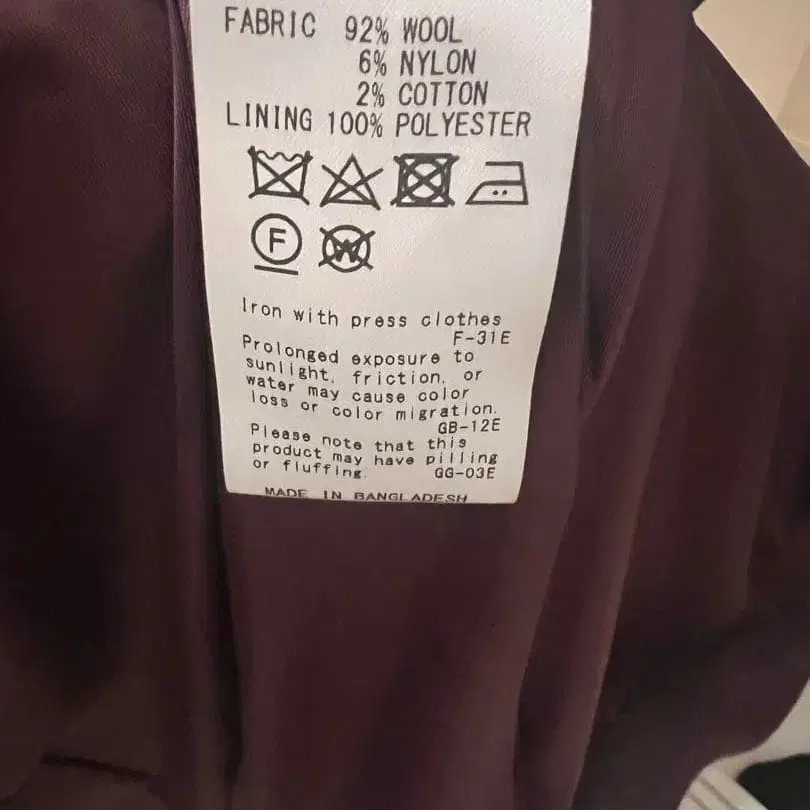 FABRIC 92% WOOL
6% NYLON
2% COTTON
LINING 100% POLYESTER
F W
Iron with press clothes
F-31E
Prolonged exposure to
sunlight, friction, or
water may cause color
loss or color migration.
GB-12E
Please note that this
product may have pilling
or fluffing.
GG-03E
MADE IN BANGLADESH